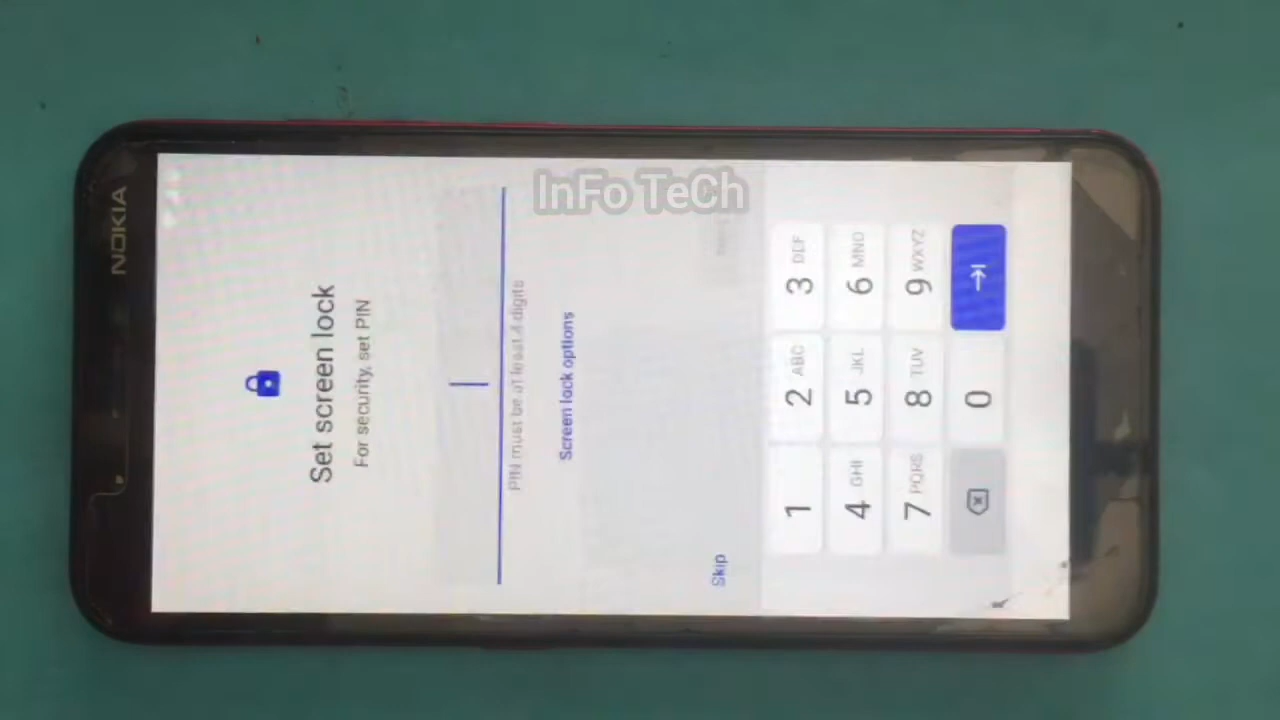 InFo TeCh
NOKIA
Set screen lock
For security, set PIN
PIN must be at least 4 digits
Screen lock options
Skip
1 2 ABC 3 DEF
4 GHI 5 JKL 6 MNO
7 PQRS 8 TUV 9 WXYZ
0